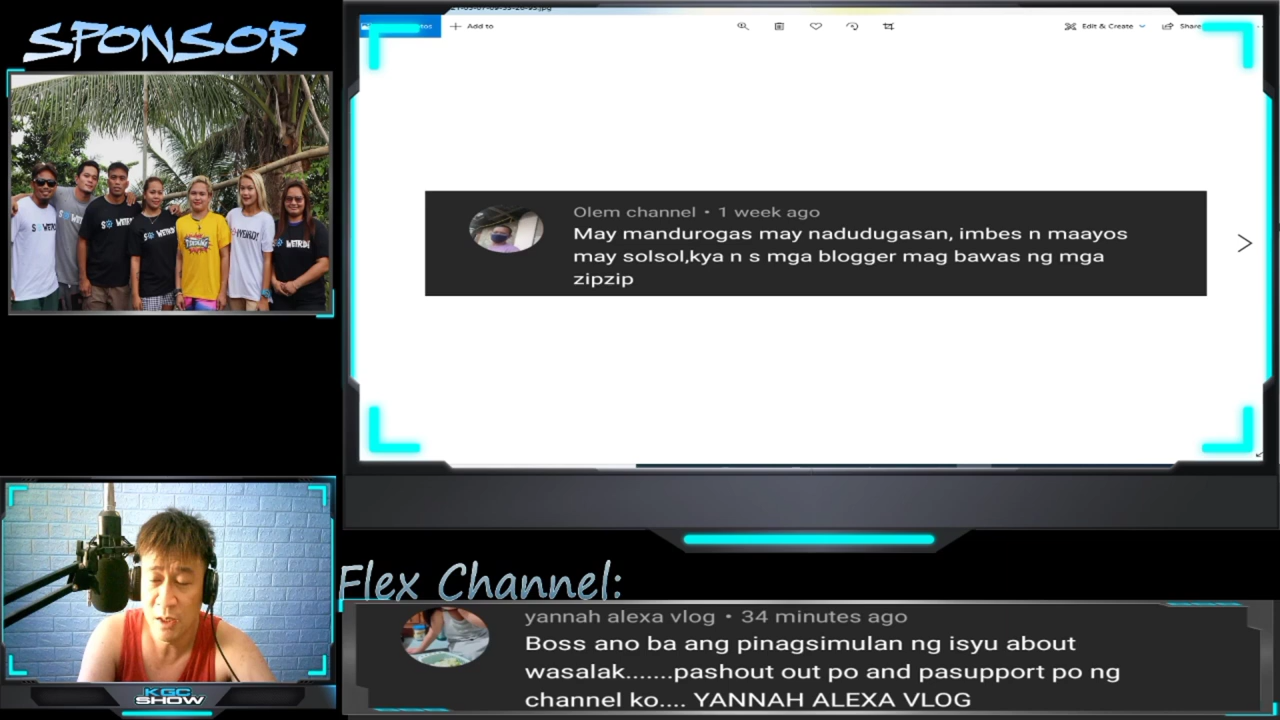 SPONSOR
Add to
Edit & Create
Share
Olem channel • 1 week ago
May mandurogas may nadudugasan, imbes n maayos
may solsol,kya n s mga blogger mag bawas ng mga
zipzip
KGC
SHOW
Flex Channel:
yannah alexa vlog • 34 minutes ago
Boss ano ba ang pinagsimulan ng isyu about
wasalak.......pashout out po and pasupport po ng
channel ko.... YANNAH ALEXA VLOG